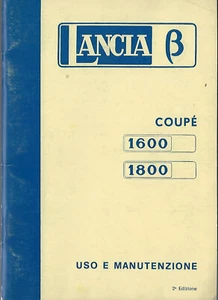 LANCIA β
COUPÉ
1600
1800
USO E MANUTENZIONE
2ª Edizione